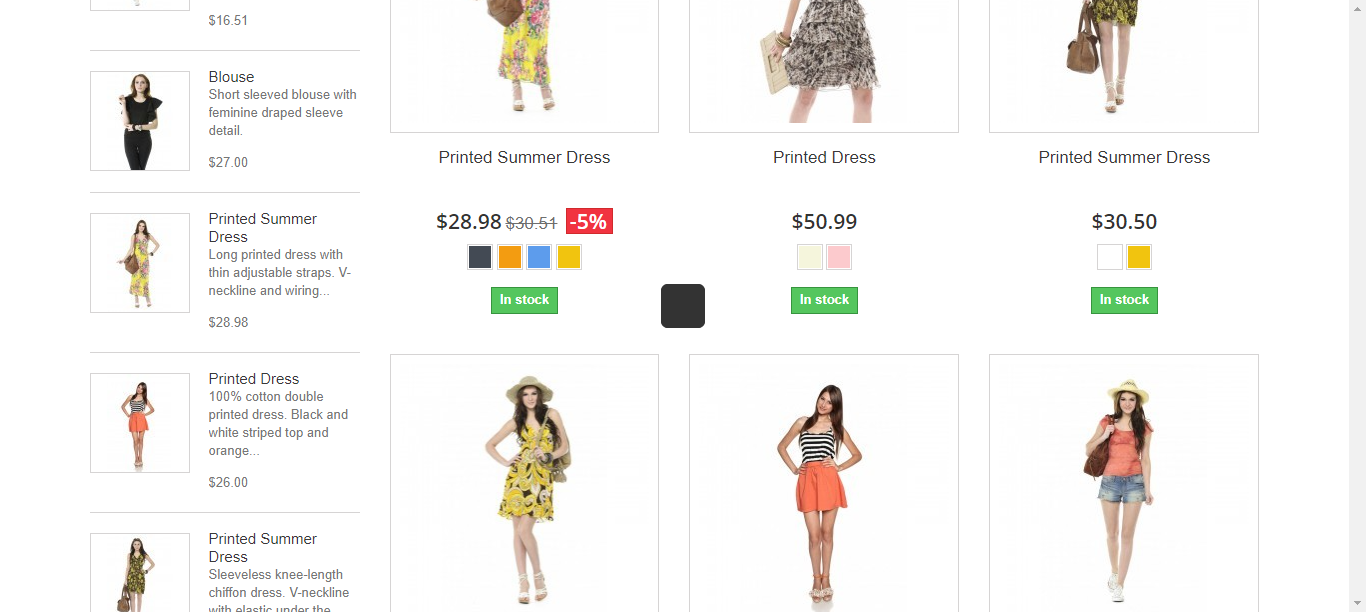 $16.51
Blouse
Short sleeved blouse with
feminine draped sleeve
detail.
$27.00
Printed Summer
Dress
Long printed dress with
thin adjustable straps. V-
neckline and wiring...
$28.98
Printed Dress
100% cotton double
printed dress. Black and
white striped top and
orange...
$26.00
Printed Summer
Dress
Sleeveless knee-length
chiffon dress. V-neckline
with elastic under the
Printed Summer Dress
$28.98 $30.51 -5%
In stock
Printed Dress
$50.99
In stock
Printed Summer Dress
$30.50
In stock